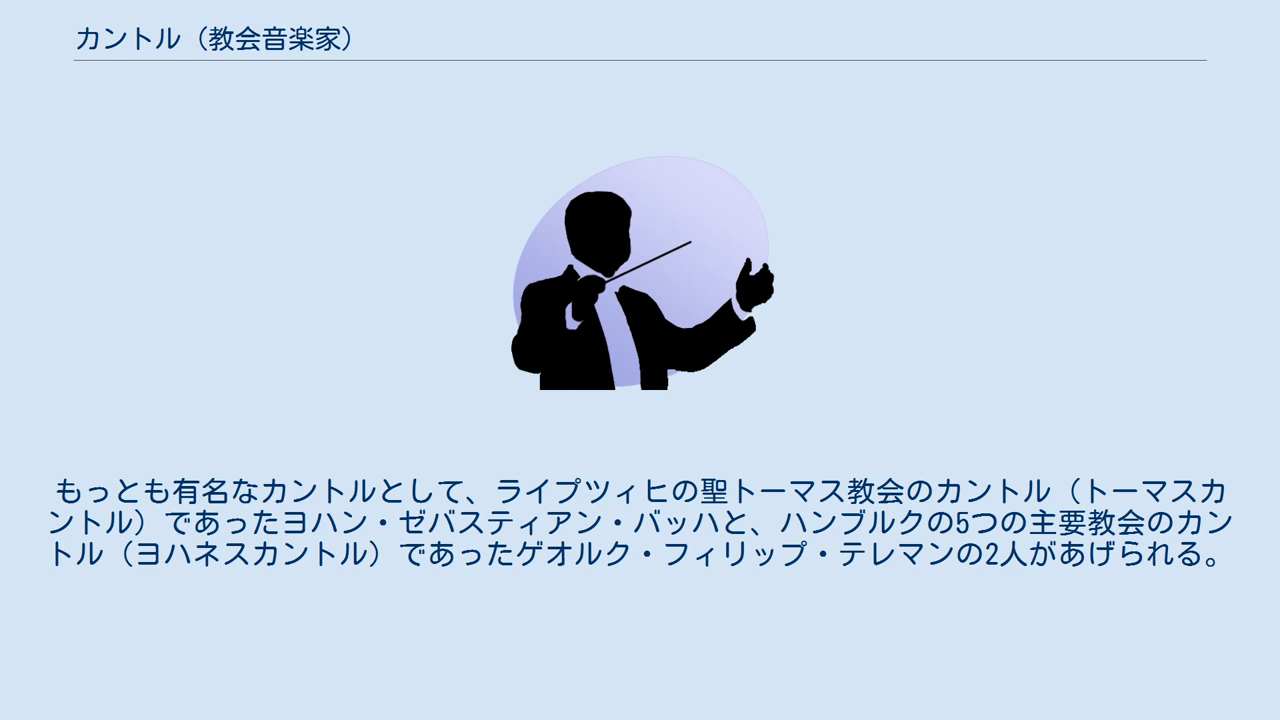 カントル（教会音楽家）
もっとも有名なカントルとして、ライプツィヒの聖トーマス教会のカントル（トーマスカ
ントル）であったヨハン・ゼバスティアン・バッハと、ハンブルクの5つの主要教会のカン
トル（ヨハネスカントル）であったゲオルク・フィリップ・テレマンの2人があげられる。